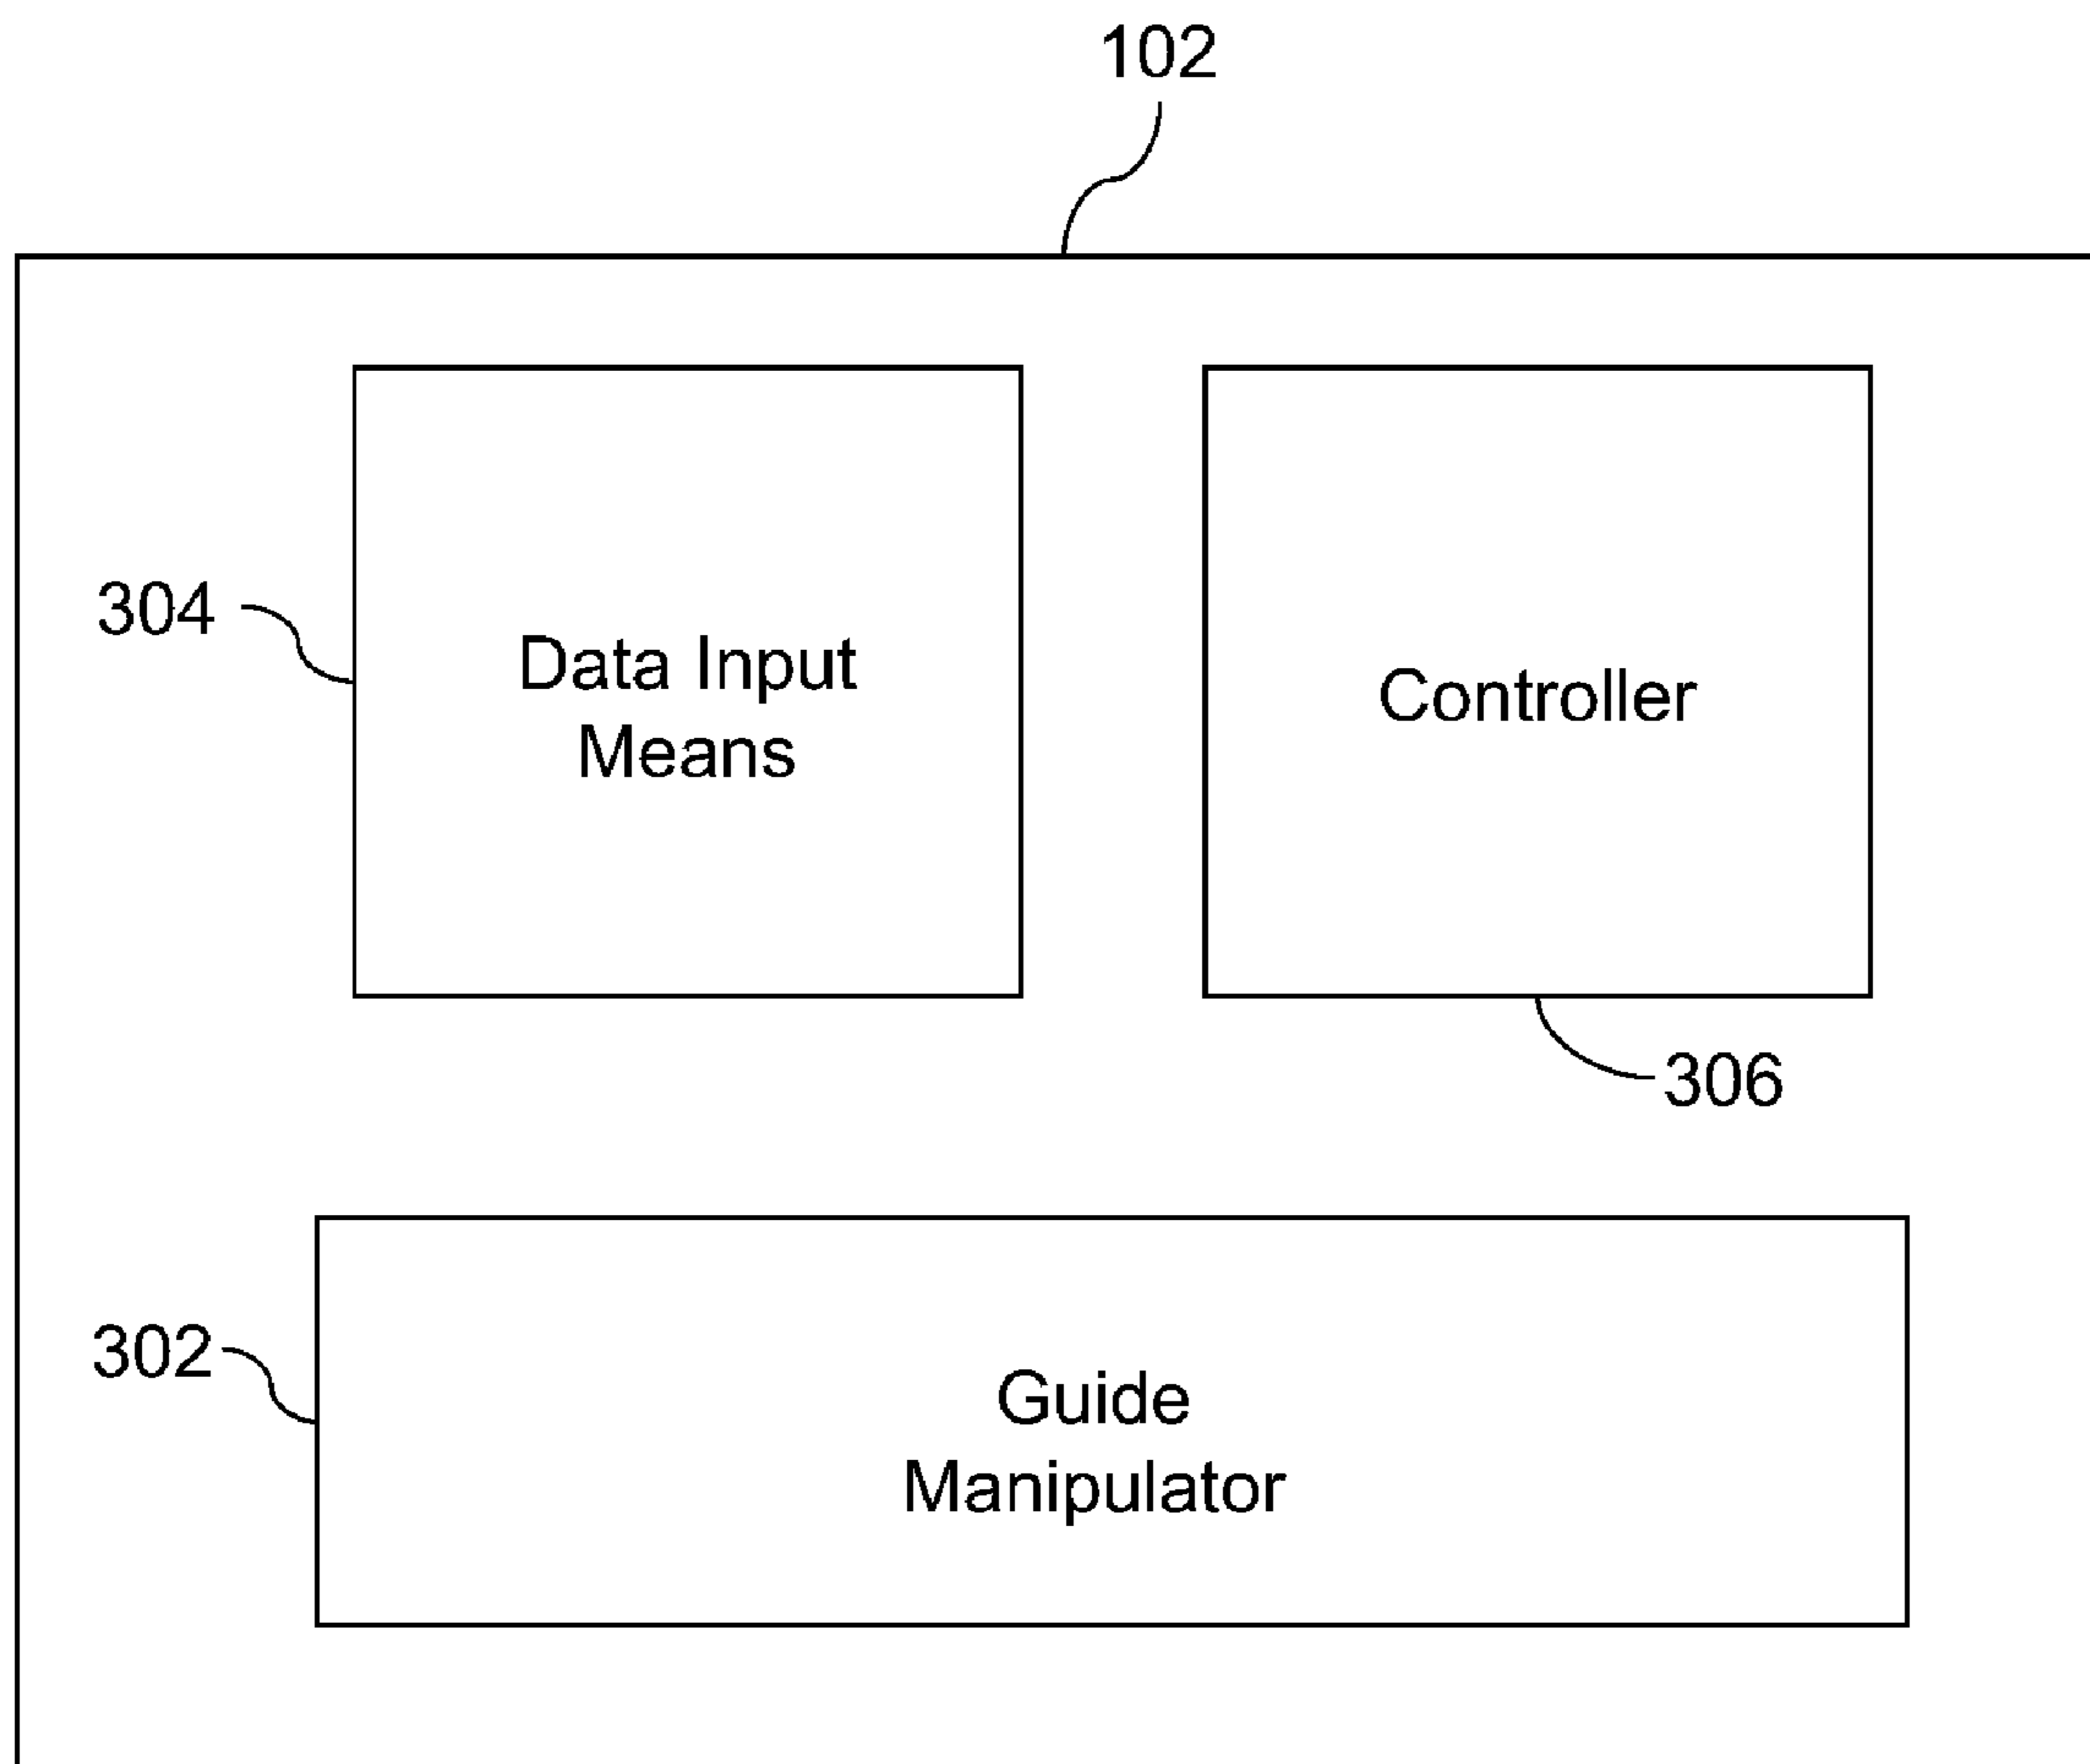 102
304
Data Input
Means
Controller
306
302
Guide
Manipulator